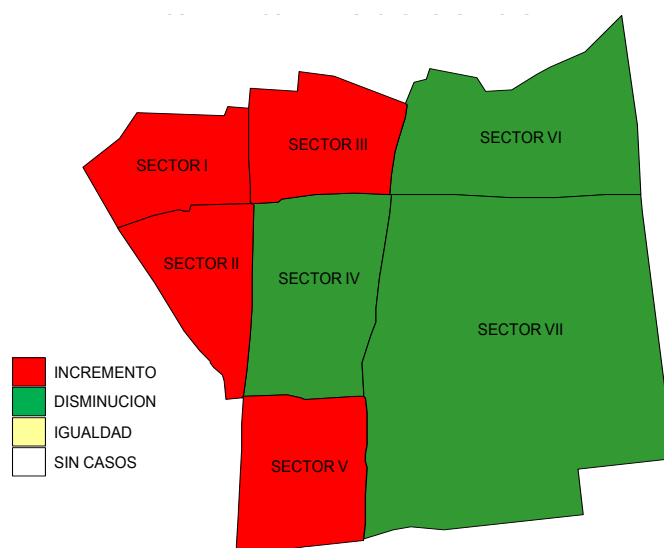 SECTOR VI
SECTOR III
SECTOR I
SECTOR II
SECTOR IV
SECTOR VII
INCREMENTO
DISMINUCION
IGUALDAD
SIN CASOS
SECTOR V